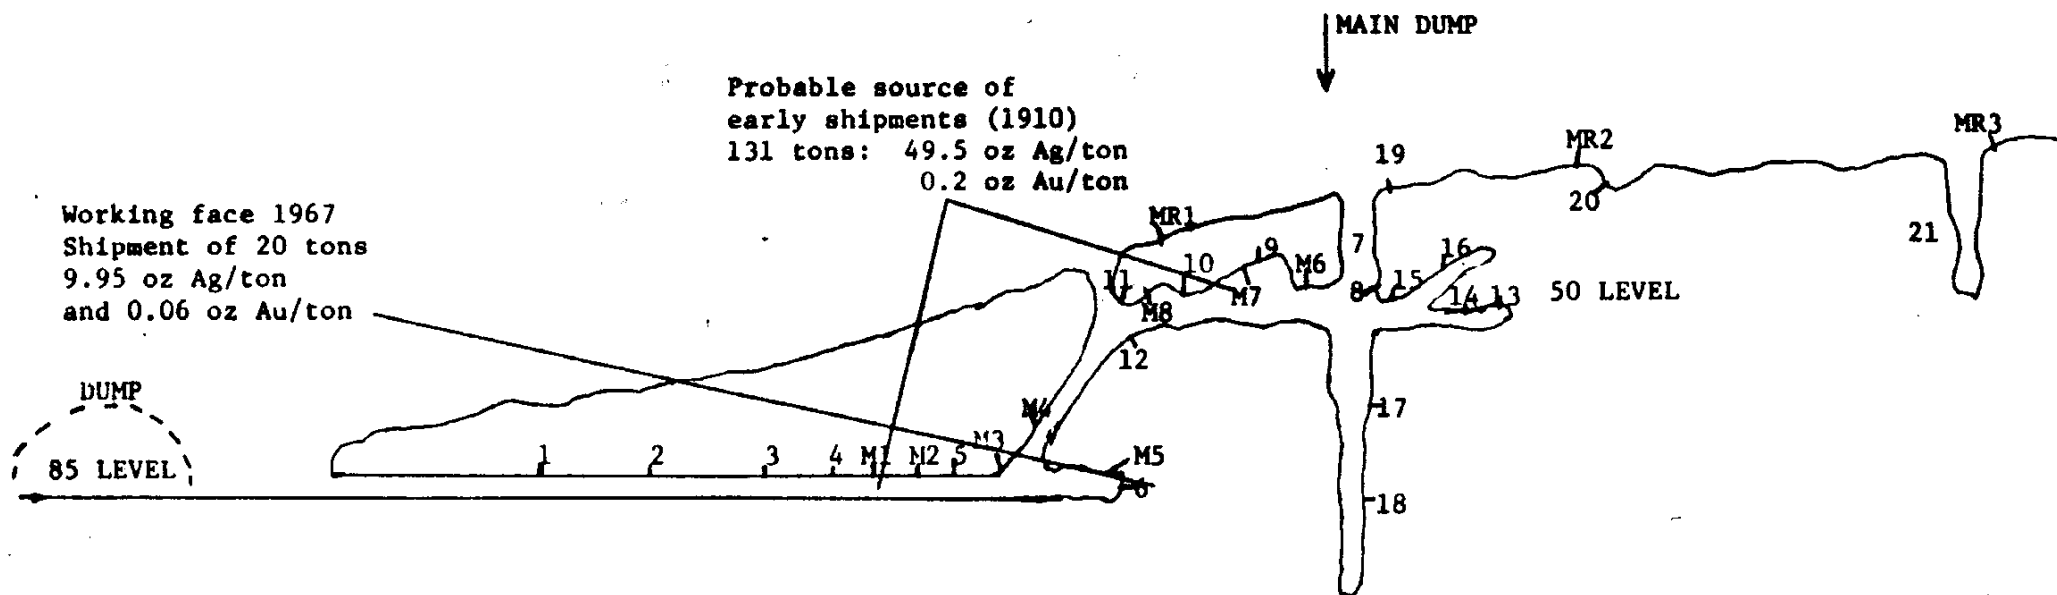 MAIN DUMP
Probable source of
early shipments (1910)
131 tons: 49.5 oz Ag/ton
0.2 oz Au/ton
Working face 1967
Shipment of 20 tons
9.95 oz Ag/ton
and 0.06 oz Au/ton
MR3
MR2
19
20
21
MR1
7
9
16
10
M6
11
15
M7
8
14
13
50 LEVEL
M8
12
DUMP
M4
17
M3
1
2
3
4
M1
M2
5
M5
85 LEVEL
6
18